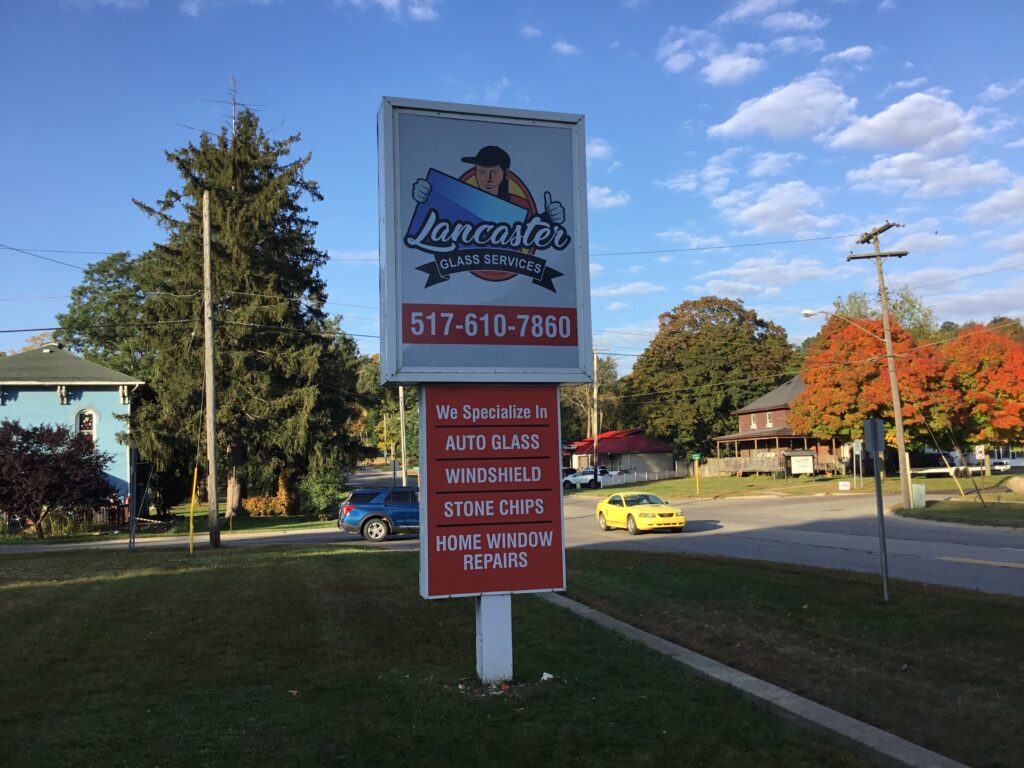 Lancaster
GLASS SERVICES
517-610-7860
We Specialize In
AUTO GLASS
WINDSHIELD
STONE CHIPS
HOME WINDOW
REPAIRS